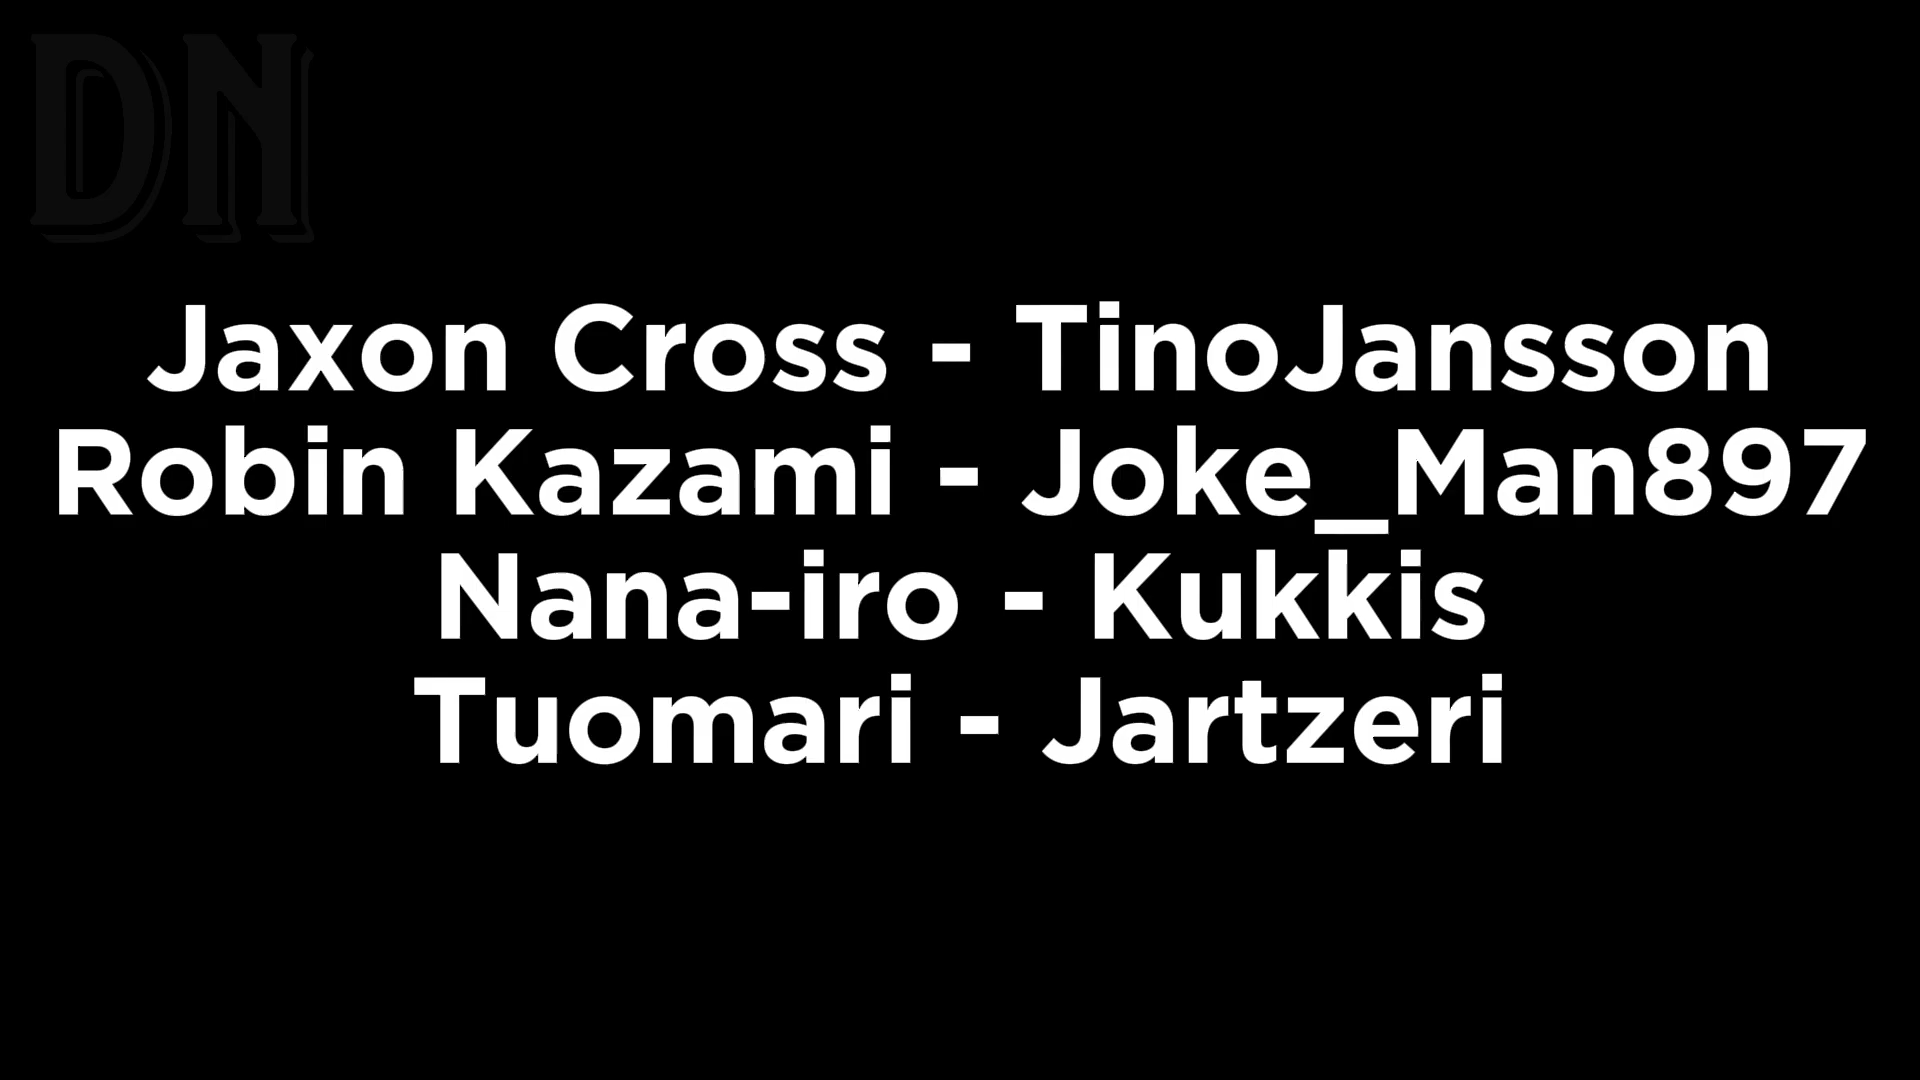 DN
Jaxon Cross - TinoJansson
Robin Kazami - Joke_Man897
Nana-iro - Kukkis
Tuomari - Jartzeri